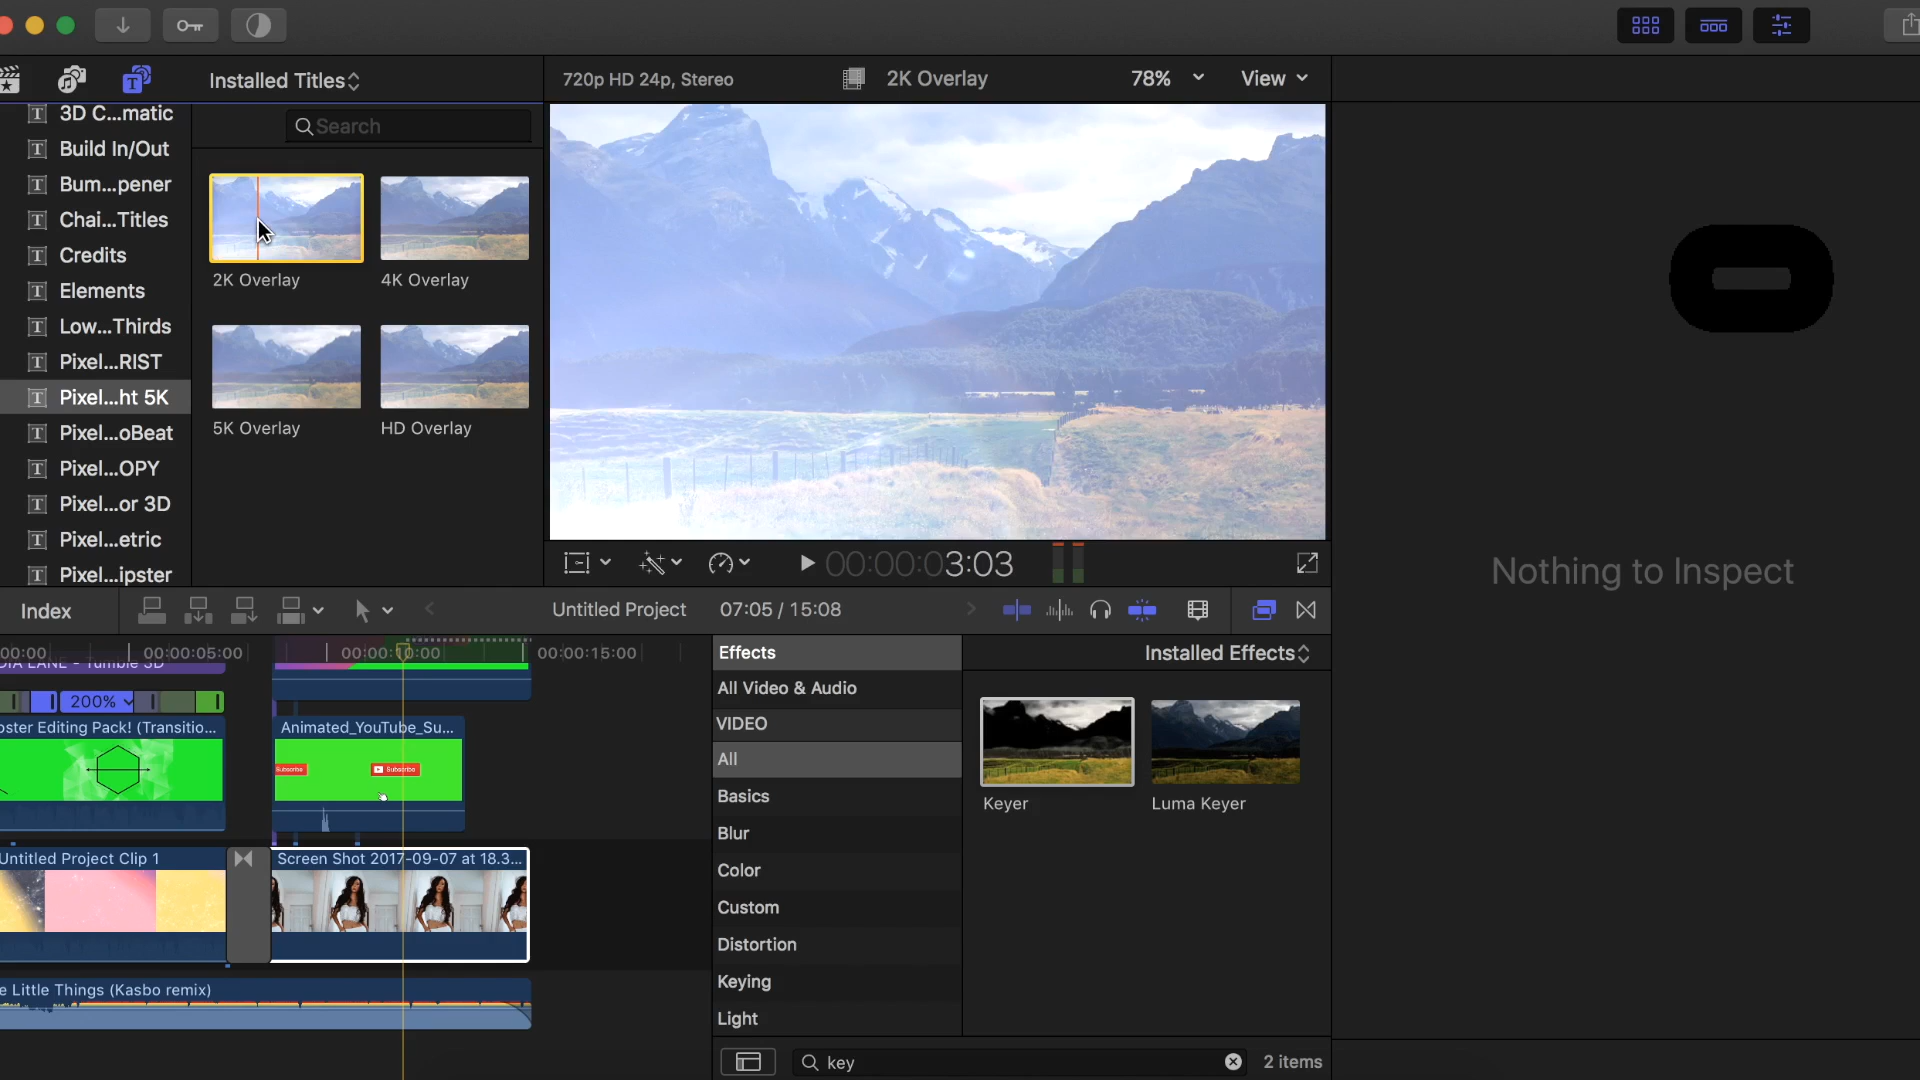 Installed Titles
720p HD 24p, Stereo
2K Overlay
78%
View
3D C...matic
Build In/Out
Bum...pener
Chai...Titles
Credits
Elements
Low...Thirds
Pixel...RIST
Pixel...ht 5K
Pixel...oBeat
Pixel...OPY
Pixel...or 3D
Pixel...etric
Pixel...ipster
Search
2K Overlay
4K Overlay
5K Overlay
HD Overlay
00:00:03:03
Nothing to Inspect
Index
Untitled Project
07:05 / 15:08
00:00
00:00:05:00
00:00:10:00
00:00:15:00
LANE - Tumble 3D
200%
oster Editing Pack! (Transitio...
Animated_YouTube_Su...
Subscribe
Subscribe
Untitled Project Clip 1
Screen Shot 2017-09-07 at 18.3...
e Little Things (Kasbo remix)
Effects
All Video & Audio
VIDEO
All
Basics
Blur
Color
Custom
Distortion
Keying
Light
Installed Effects
Keyer
Luma Keyer
key
2 items